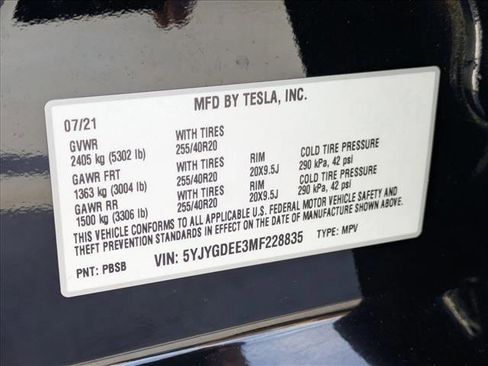 MFD BY TESLA, INC.
07/21
GVWR WITH TIRES COLD TIRE PRESSURE
2405 kg (5302 lb) 255/40R20 RIM 290 kPa, 42 psi
GAWR FRT WITH TIRES 20X9.5J COLD TIRE PRESSURE
1363 kg (3004 lb) 255/40R20 RIM 290 kPa, 42 psi
GAWR RR WITH TIRES 20X9.5J
1500 kg (3306 lb) 255/40R20
THIS VEHICLE CONFORMS TO ALL APPLICABLE U.S. FEDERAL MOTOR VEHICLE SAFETY AND
THEFT PREVENTION STANDARDS IN EFFECT ON THE DATE OF MANUFACTURE SHOWN ABOVE.
PNT: PBSB VIN: 5YJYGDEE3MF228835 TYPE: MPV